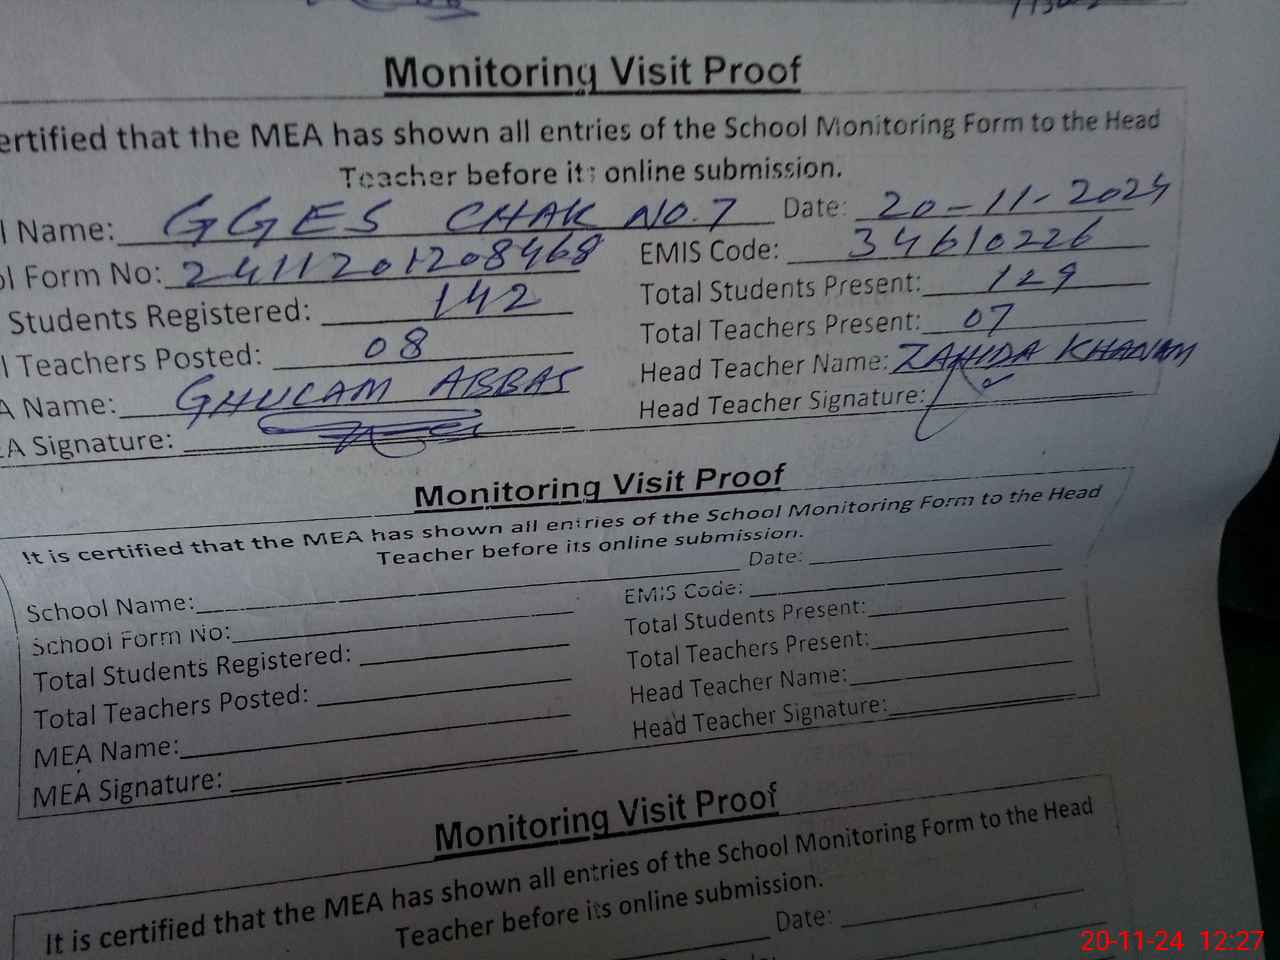 Monitoring Visit Proof
ertified that the MEA has shown all entries of the School Monitoring Form to the Head
Teacher before its online submission.
l Name: GGES CHAK NO.7 Date: 20-11-2024
ol Form No: 2411201208468 EMIS Code: 34610226
Students Registered: 142 Total Students Present: 129
l Teachers Posted: 08 Total Teachers Present: 07
A Name: GHULAM ABBAS Head Teacher Name: ZAHIDA KHANAM
EA Signature: Head Teacher Signature:
Monitoring Visit Proof
It is certified that the MEA has shown all entries of the School Monitoring Form to the Head
Teacher before its online submission.
School Name: Date:
School Form No: EMIS Code:
Total Students Registered: Total Students Present:
Total Teachers Posted: Total Teachers Present:
MEA Name: Head Teacher Name:
MEA Signature: Head Teacher Signature:
Monitoring Visit Proof
It is certified that the MEA has shown all entries of the School Monitoring Form to the Head
Teacher before its online submission.
Date:
20-11-24 12:27